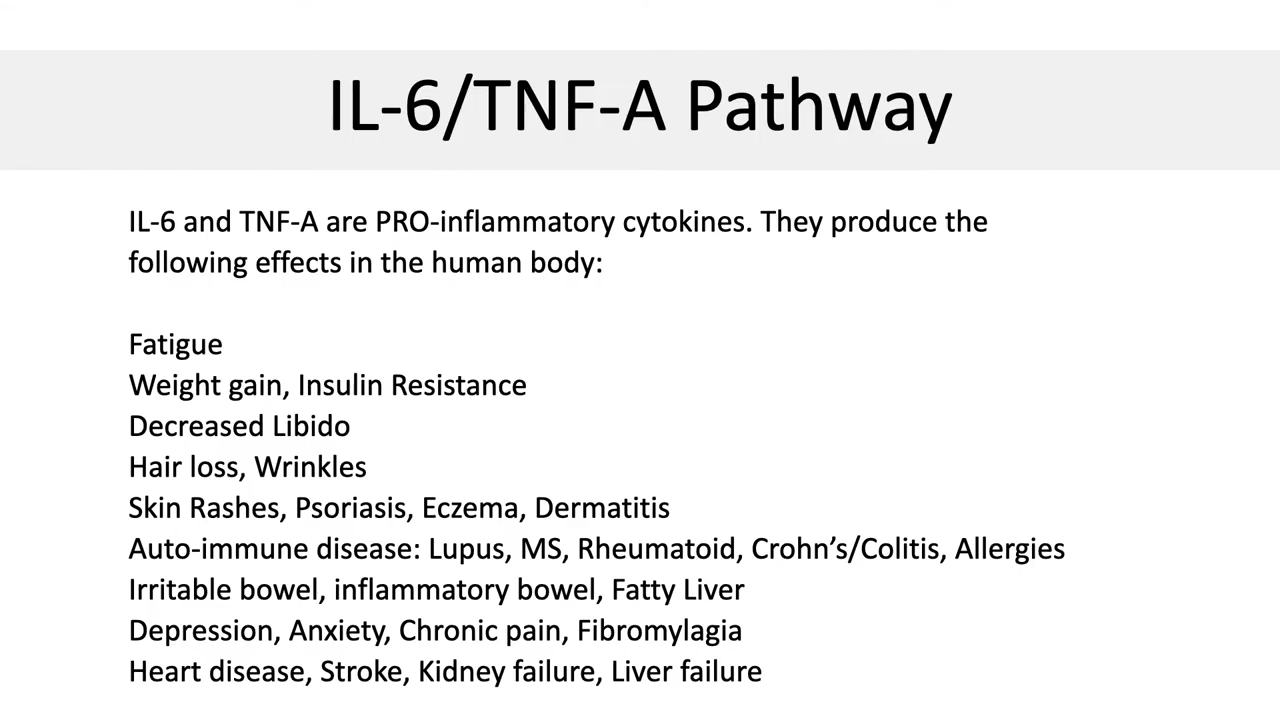 IL-6/TNF-A Pathway
IL-6 and TNF-A are PRO-inflammatory cytokines. They produce the
following effects in the human body:
Fatigue
Weight gain, Insulin Resistance
Decreased Libido
Hair loss, Wrinkles
Skin Rashes, Psoriasis, Eczema, Dermatitis
Auto-immune disease: Lupus, MS, Rheumatoid, Crohn’s/Colitis, Allergies
Irritable bowel, inflammatory bowel, Fatty Liver
Depression, Anxiety, Chronic pain, Fibromylagia
Heart disease, Stroke, Kidney failure, Liver failure